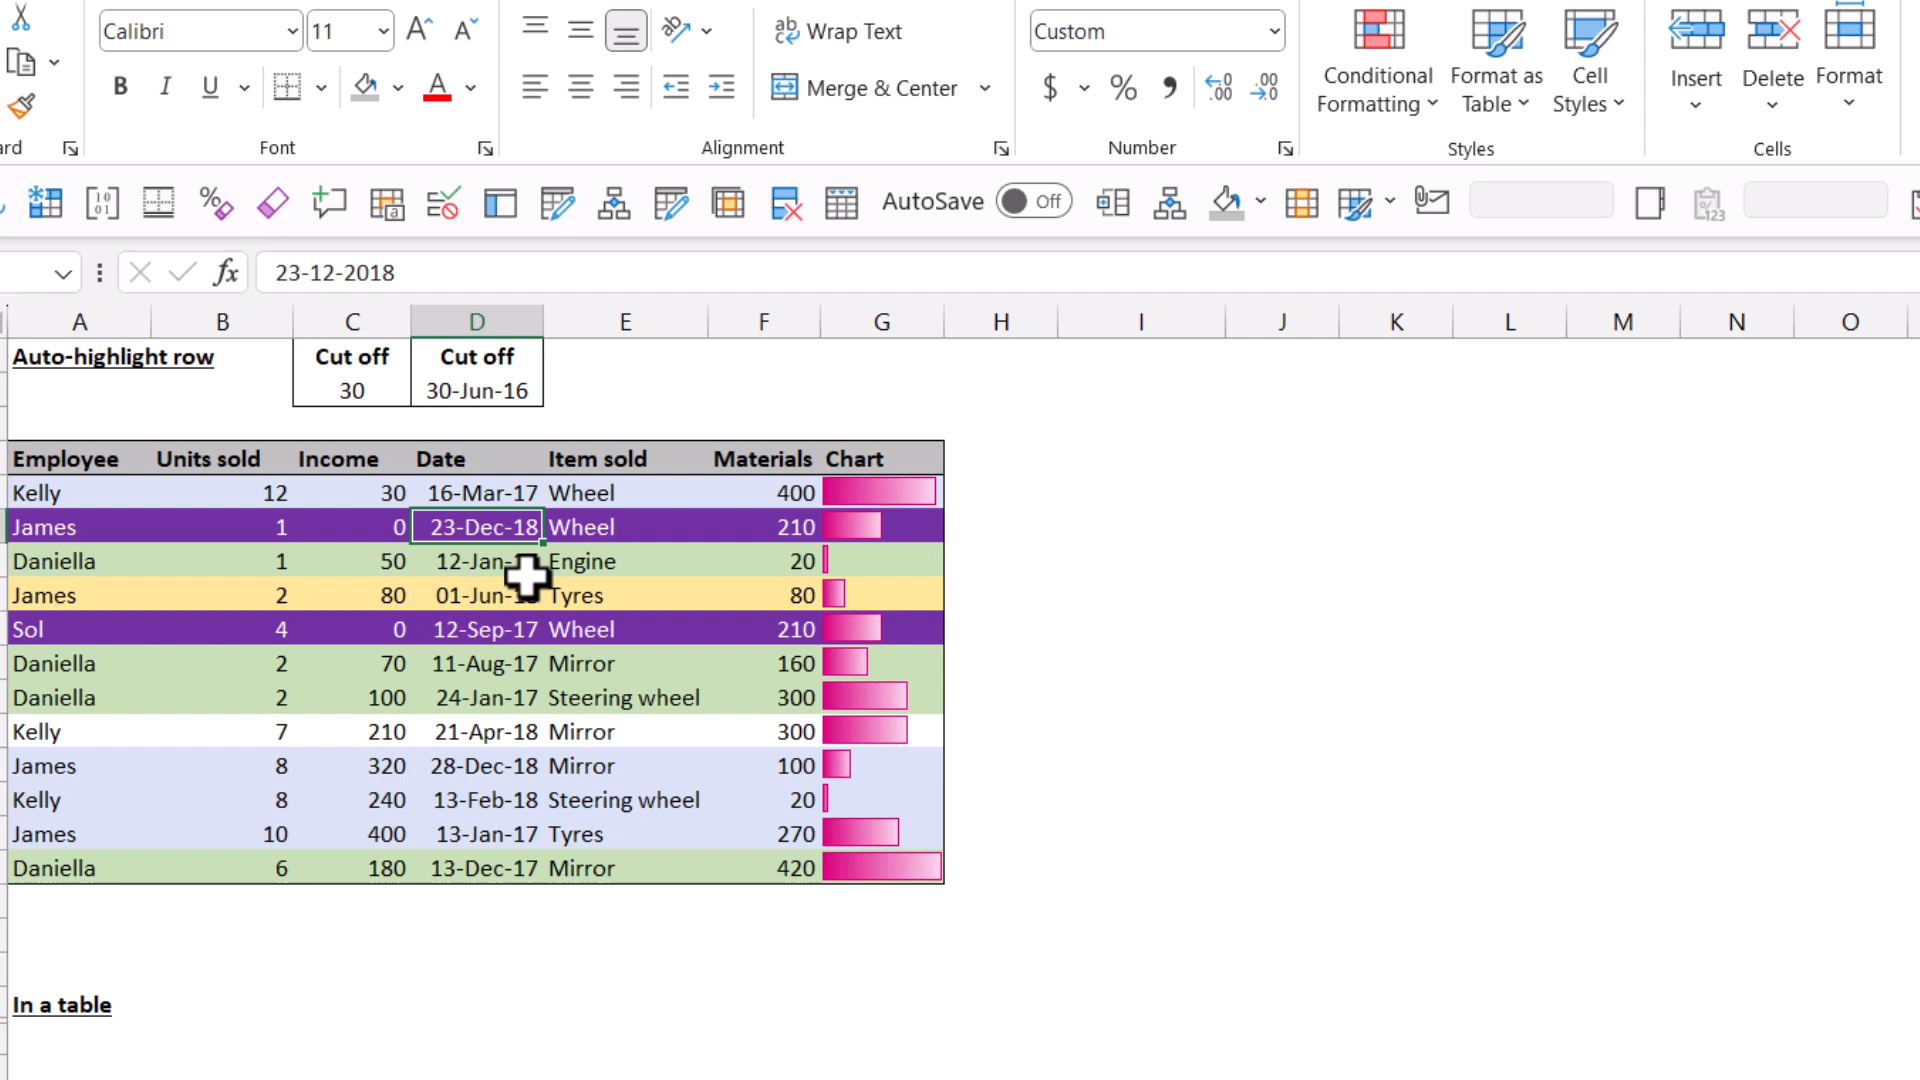 Calibri 11 Wrap Text Custom
B I U Merge & Center $ % Conditional Formatting Format as Table Cell Styles Insert Delete Format
Font Alignment Number Styles Cells
AutoSave Off
fx 23-12-2018
A B C D E F G H I J K L M N O
Auto-highlight row Cut off Cut off
30 30-Jun-16
Employee Units sold Income Date Item sold Materials Chart
Kelly 12 30 16-Mar-17 Wheel 400
James 1 0 23-Dec-18 Wheel 210
Daniella 1 50 12-Jan- Engine 20
James 2 80 01-Jun- Tyres 80
Sol 4 0 12-Sep-17 Wheel 210
Daniella 2 70 11-Aug-17 Mirror 160
Daniella 2 100 24-Jan-17 Steering wheel 300
Kelly 7 210 21-Apr-18 Mirror 300
James 8 320 28-Dec-18 Mirror 100
Kelly 8 240 13-Feb-18 Steering wheel 20
James 10 400 13-Jan-17 Tyres 270
Daniella 6 180 13-Dec-17 Mirror 420
In a table